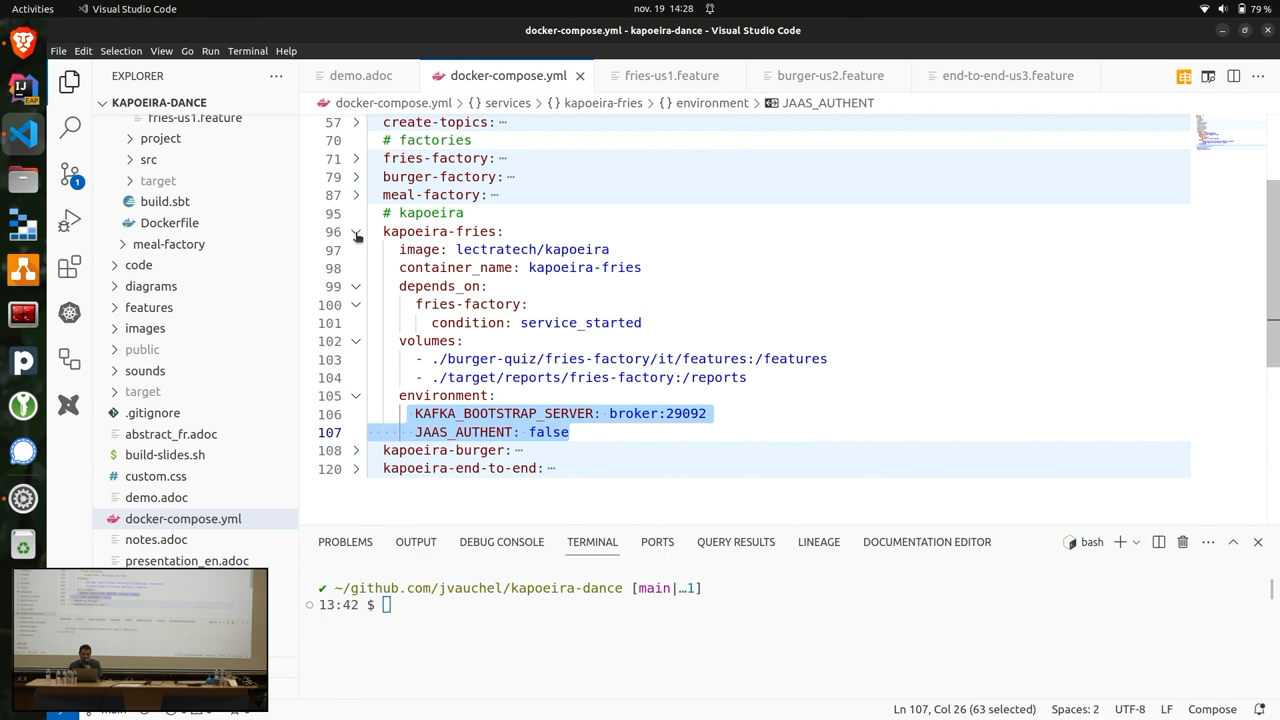 Activities
Visual Studio Code
nov. 19 14:28
79 %
docker-compose.yml - kapoeira-dance - Visual Studio Code
File Edit Selection View Go Run Terminal Help
EXPLORER
KAPOEIRA-DANCE
fries-us1.feature
project
src
target
build.sbt
Dockerfile
meal-factory
code
diagrams
features
images
public
sounds
target
.gitignore
abstract_fr.adoc
build-slides.sh
custom.css
demo.adoc
docker-compose.yml
notes.adoc
presentation_en.adoc
demo.adoc
docker-compose.yml
fries-us1.feature
burger-us2.feature
end-to-end-us3.feature
docker-compose.yml > {} services > {} kapoeira-fries > {} environment > JAAS_AUTHENT
57 create-topics:
70 # factories
71 fries-factory:
79 burger-factory:
87 meal-factory:
95 # kapoeira
96 kapoeira-fries:
97 image: lectratech/kapoeira
98 container_name: kapoeira-fries
99 depends_on:
100 fries-factory:
101 condition: service_started
102 volumes:
103 - ./burger-quiz/fries-factory/it/features:/features
104 - ./target/reports/fries-factory:/reports
105 environment:
106 KAFKA_BOOTSTRAP_SERVER: broker:29092
107 JAAS_AUTHENT: false
108 kapoeira-burger:
120 kapoeira-end-to-end:
PROBLEMS OUTPUT DEBUG CONSOLE TERMINAL PORTS QUERY RESULTS LINEAGE DOCUMENTATION EDITOR
bash
✔ ~/github.com/jvauchel/kapoeira-dance [main|…1]
13:42 $
Ln 107, Col 26 (63 selected) Spaces: 2 UTF-8 LF Compose